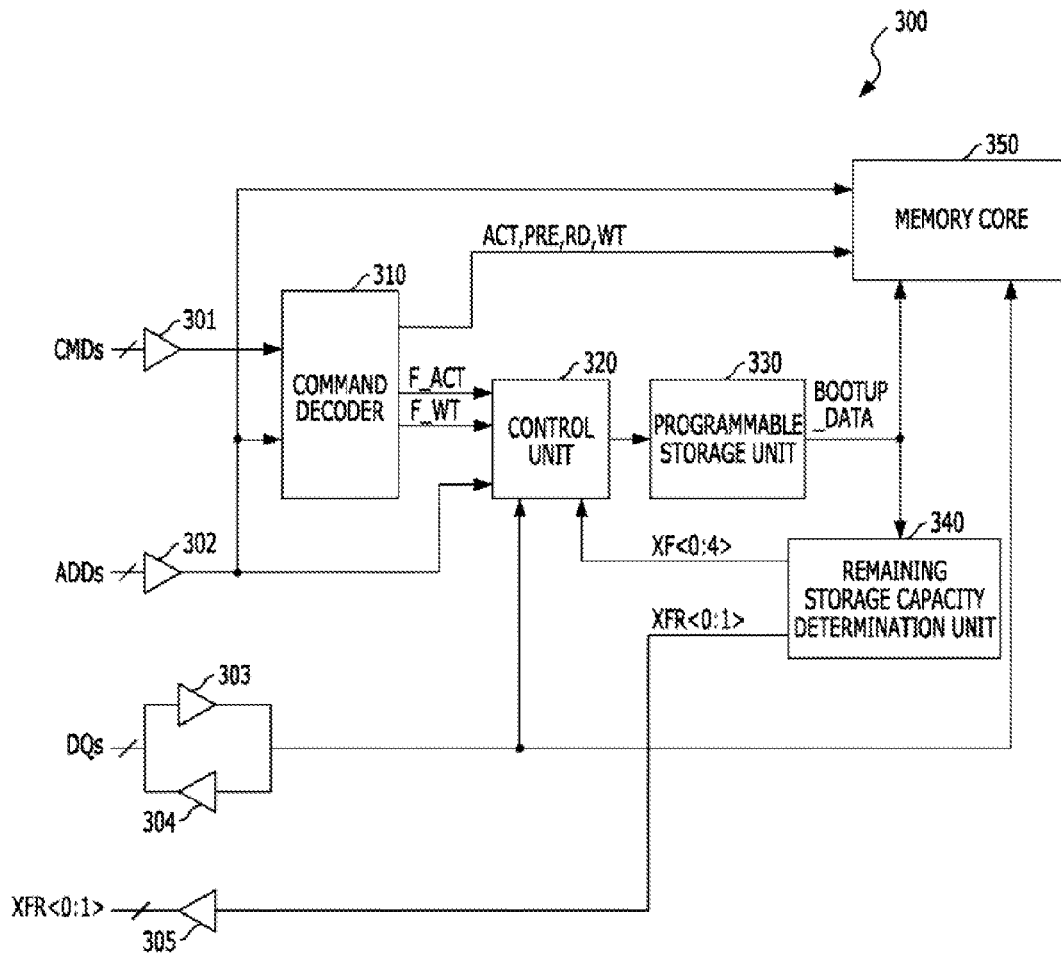 300
350
MEMORY CORE
ACT,PRE,RD,WT
310
301
CMDs
COMMAND
DECODER
F_ACT
F_WT
320
CONTROL
UNIT
330
PROGRAMMABLE
STORAGE UNIT
BOOTUP
_DATA
302
ADDs
XF<0:4>
340
REMAINING
STORAGE CAPACITY
DETERMINATION UNIT
XFR<0:1>
303
DQs
304
XFR<0:1>
305